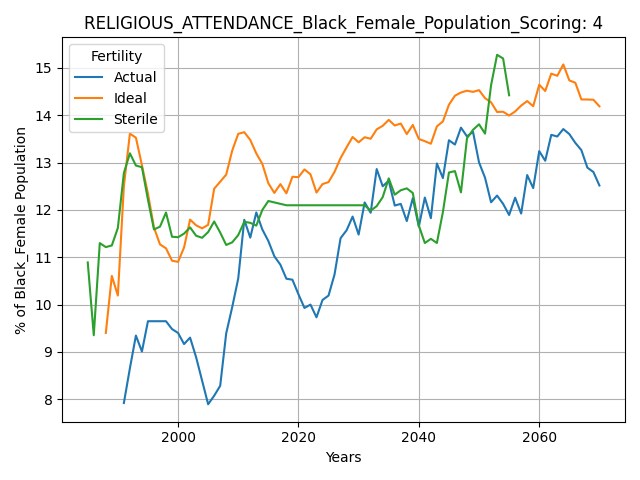 RELIGIOUS_ATTENDANCE_Black_Female_Population_Scoring: 4
Fertility
Actual
Ideal
Sterile
% of Black_Female Population
15
14
13
12
11
10
9
8
2000 2020 2040 2060
Years